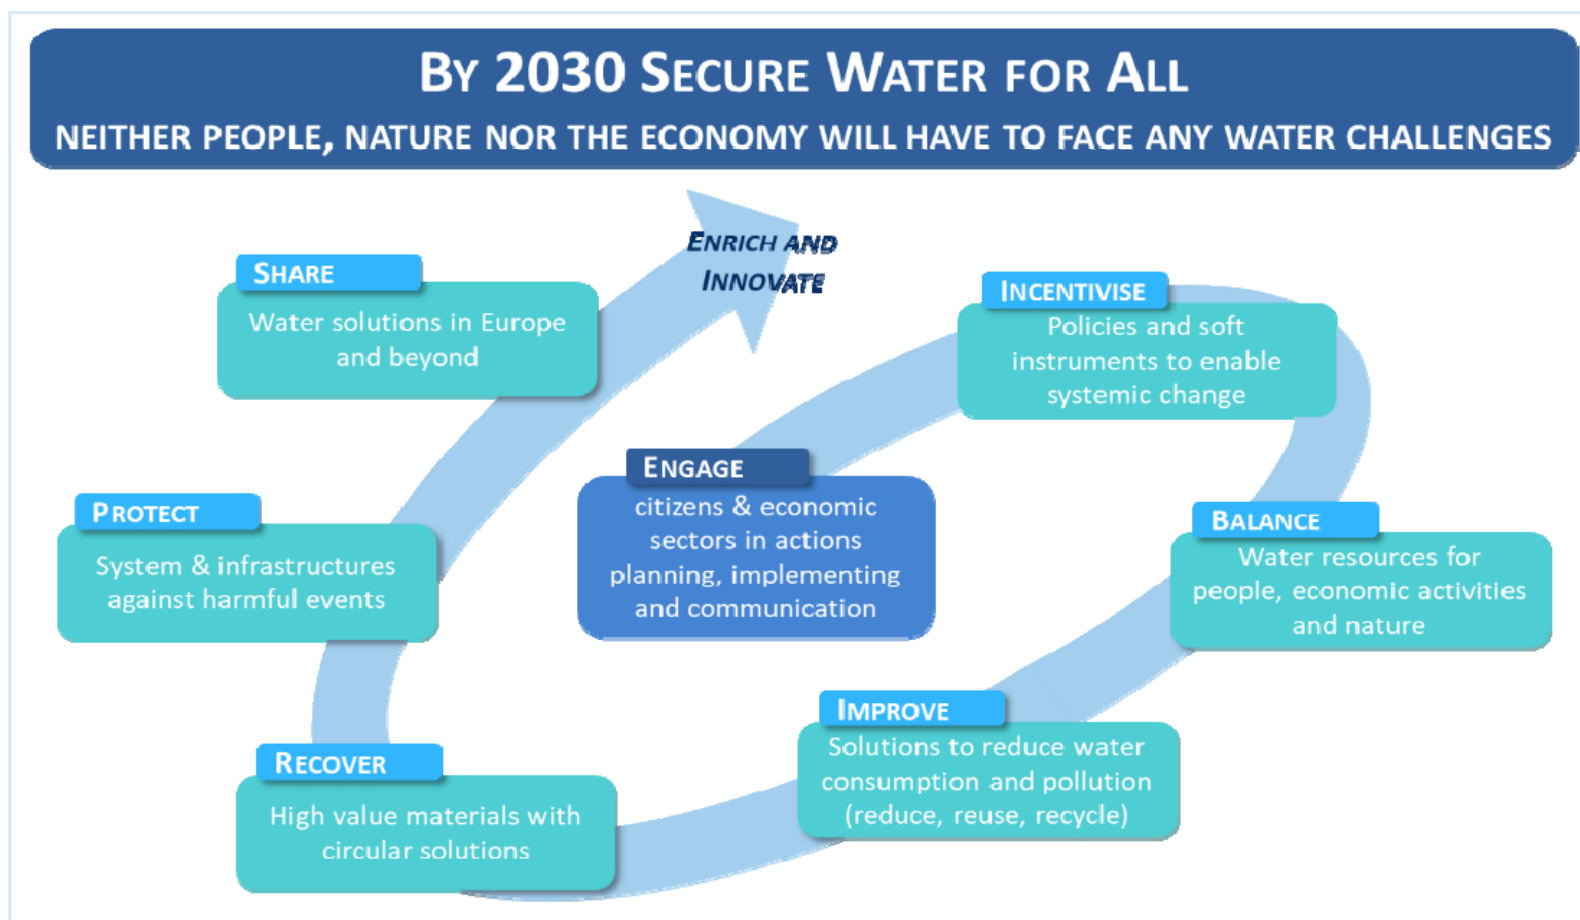 BY 2030 SECURE WATER FOR ALL
NEITHER PEOPLE, NATURE NOR THE ECONOMY WILL HAVE TO FACE ANY WATER CHALLENGES
ENRICH AND
INNOVATE
SHARE
Water solutions in Europe
and beyond
INCENTIVISE
Policies and soft
instruments to enable
systemic change
ENGAGE
citizens & economic
sectors in actions
planning, implementing
and communication
PROTECT
System & infrastructures
against harmful events
BALANCE
Water resources for
people, economic activities
and nature
IMPROVE
Solutions to reduce water
consumption and pollution
(reduce, reuse, recycle)
RECOVER
High value materials with
circular solutions